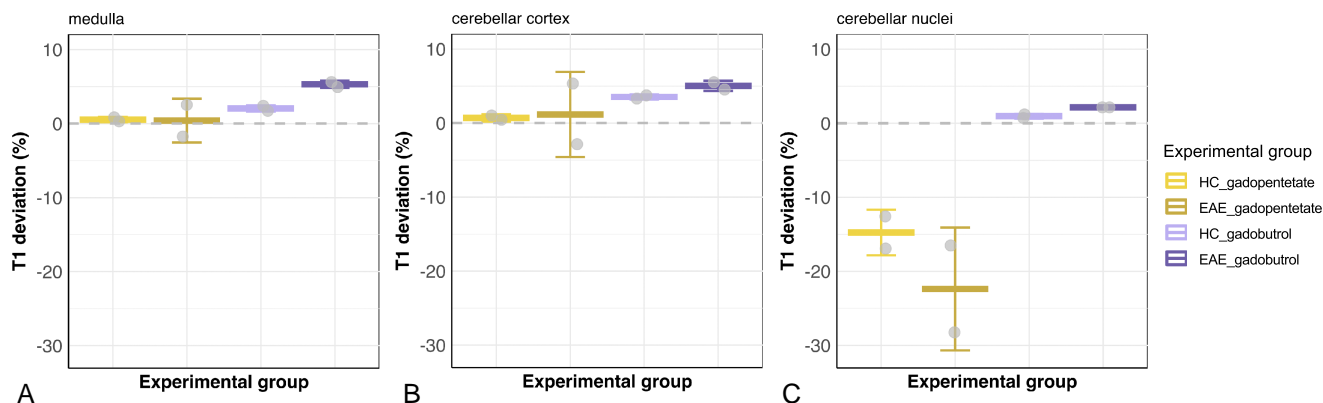 medulla
10
0
-10
-20
-30
T1 deviation (%)
Experimental group
A
cerebellar cortex
10
0
-10
-20
-30
T1 deviation (%)
Experimental group
B
cerebellar nuclei
10
0
-10
-20
-30
T1 deviation (%)
Experimental group
C
Experimental group
HC_gadopentetate
EAE_gadopentetate
HC_gadobutrol
EAE_gadobutrol